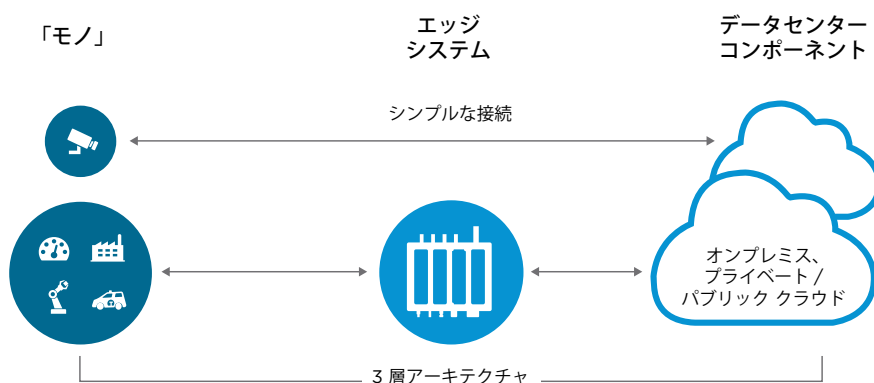 「モノ」
エッジ
システム
データセンター
コンポーネント
シンプルな接続
オンプレミス、
プライベート /
パブリック クラウド
3 層アーキテクチャ